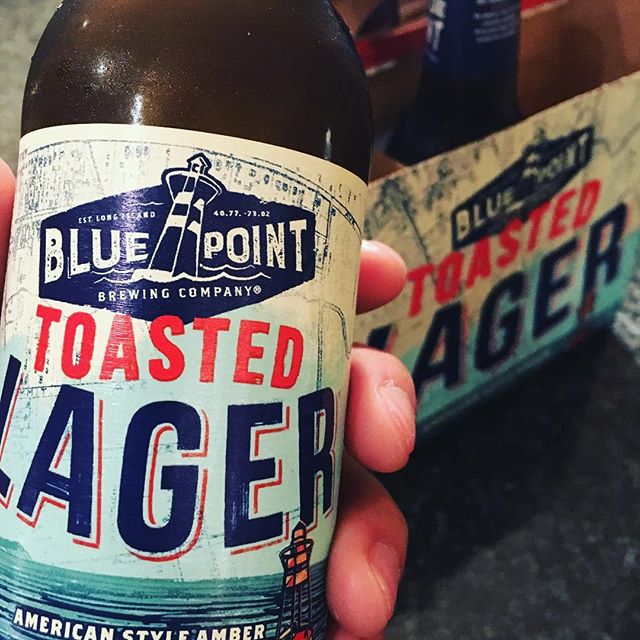 EST. LONG ISLAND 40.77. -73.02
BLUE POINT
BREWING COMPANY®
TOASTED
LAGER
AMERICAN STYLE AMBER
BLUE POINT
TOASTED
LAGER